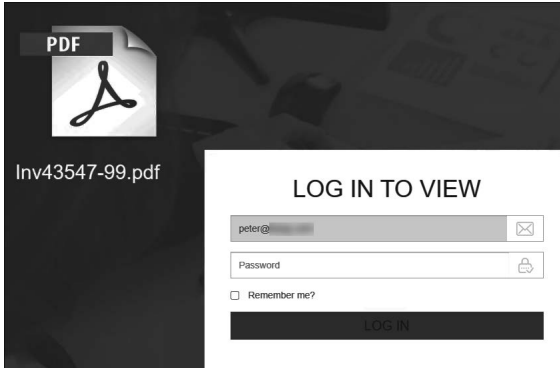 PDF
Inv43547-99.pdf
LOG IN TO VIEW
peter@
Password
Remember me?
LOG IN